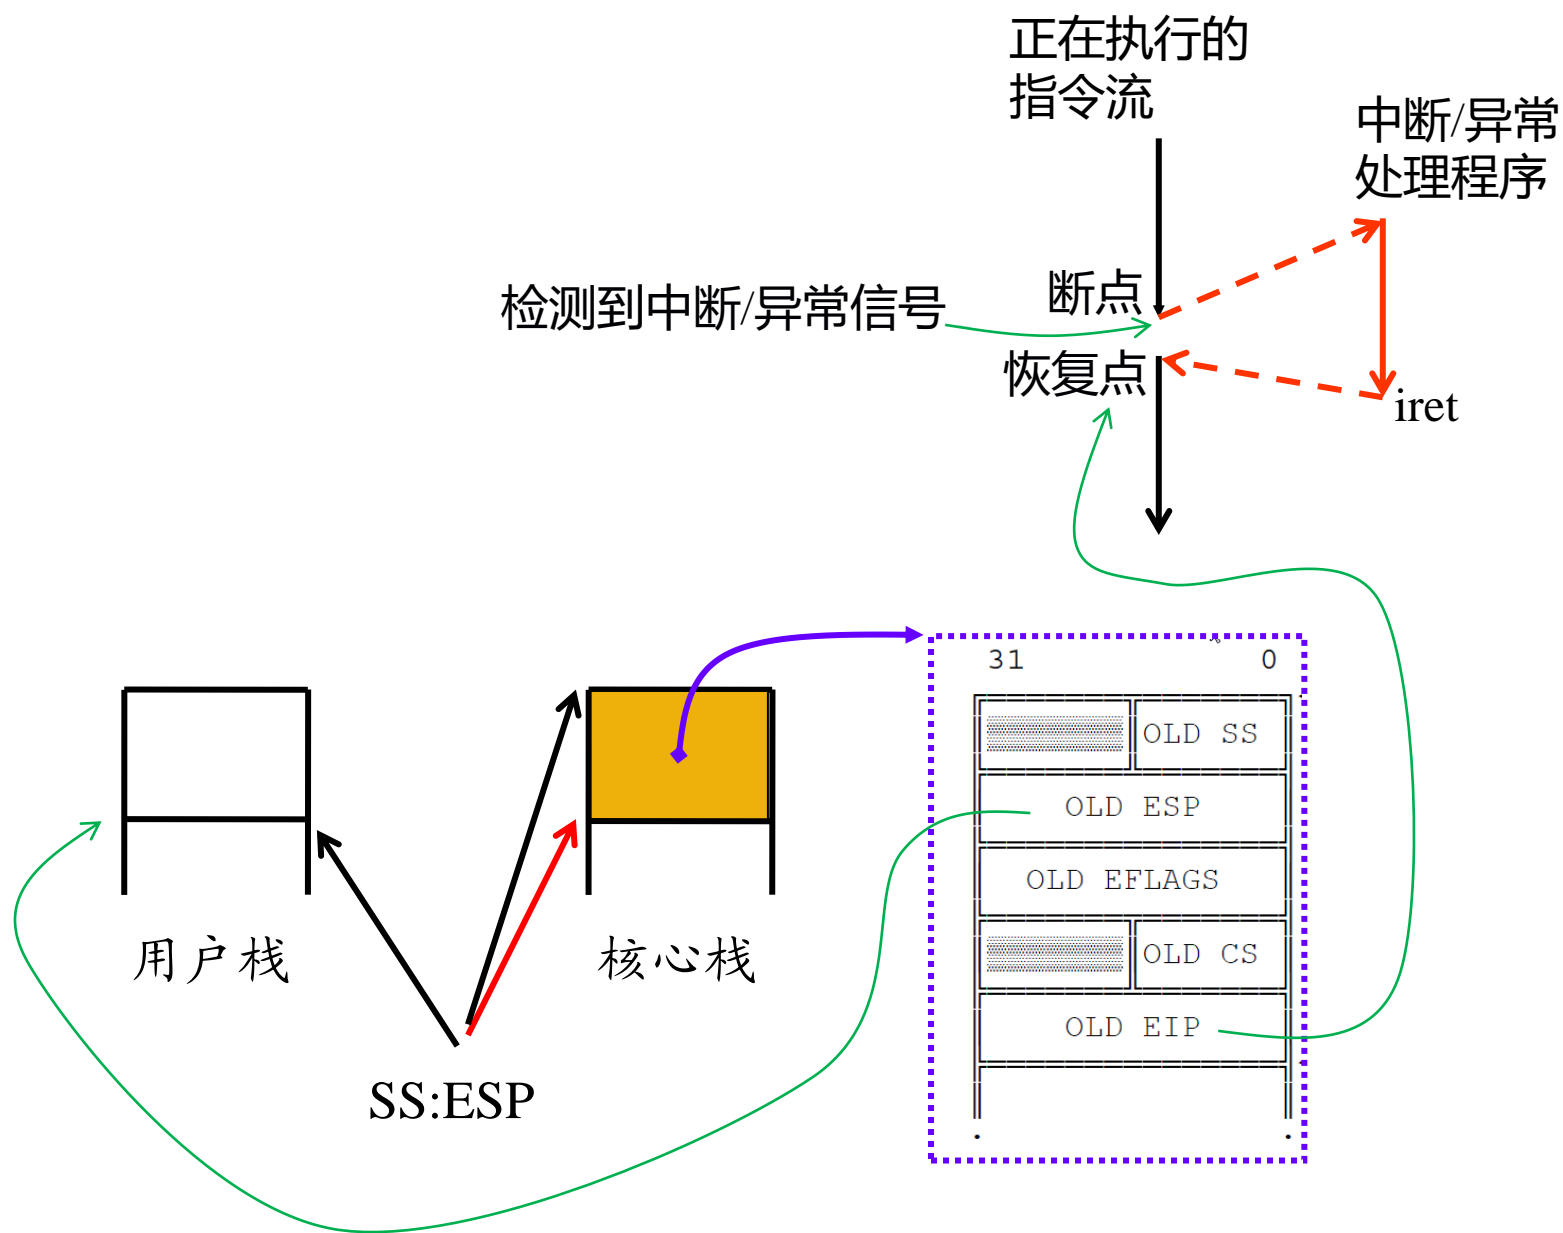 正在执行的
指令流
中断/异常
处理程序
检测到中断/异常信号
断点
恢复点
iret
31 0
OLD SS
OLD ESP
OLD EFLAGS
OLD CS
OLD EIP
用户栈
核心栈
SS:ESP